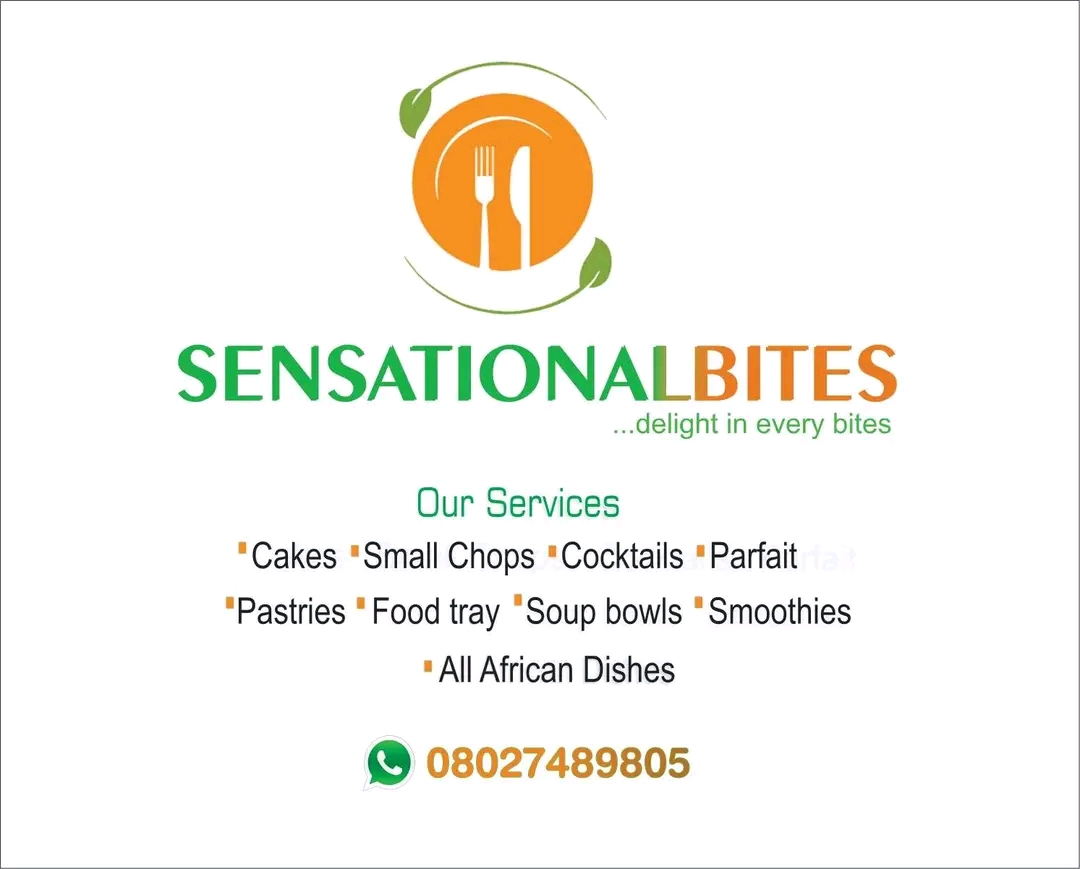 SENSATIONALBITES
...delight in every bites
Our Services
Cakes Small Chops Cocktails Parfait
Pastries Food tray Soup bowls Smoothies
All African Dishes
08027489805